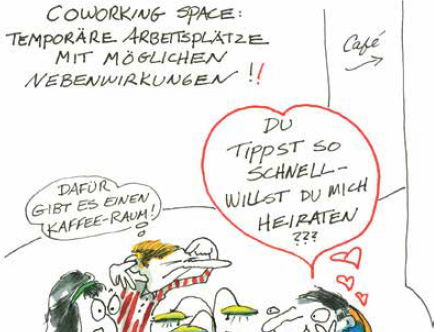 COWORKING SPACE:
TEMPORÄRE ARBEITSPLÄTZE
MIT MÖGLICHEN
NEBENWIRKUNGEN !!
Café
DU
TIPPST SO
SCHNELL-
WILLST DU MICH
HEIRATEN
???
DAFÜR
GIBT ES EINEN
KAFFEE-RAUM!